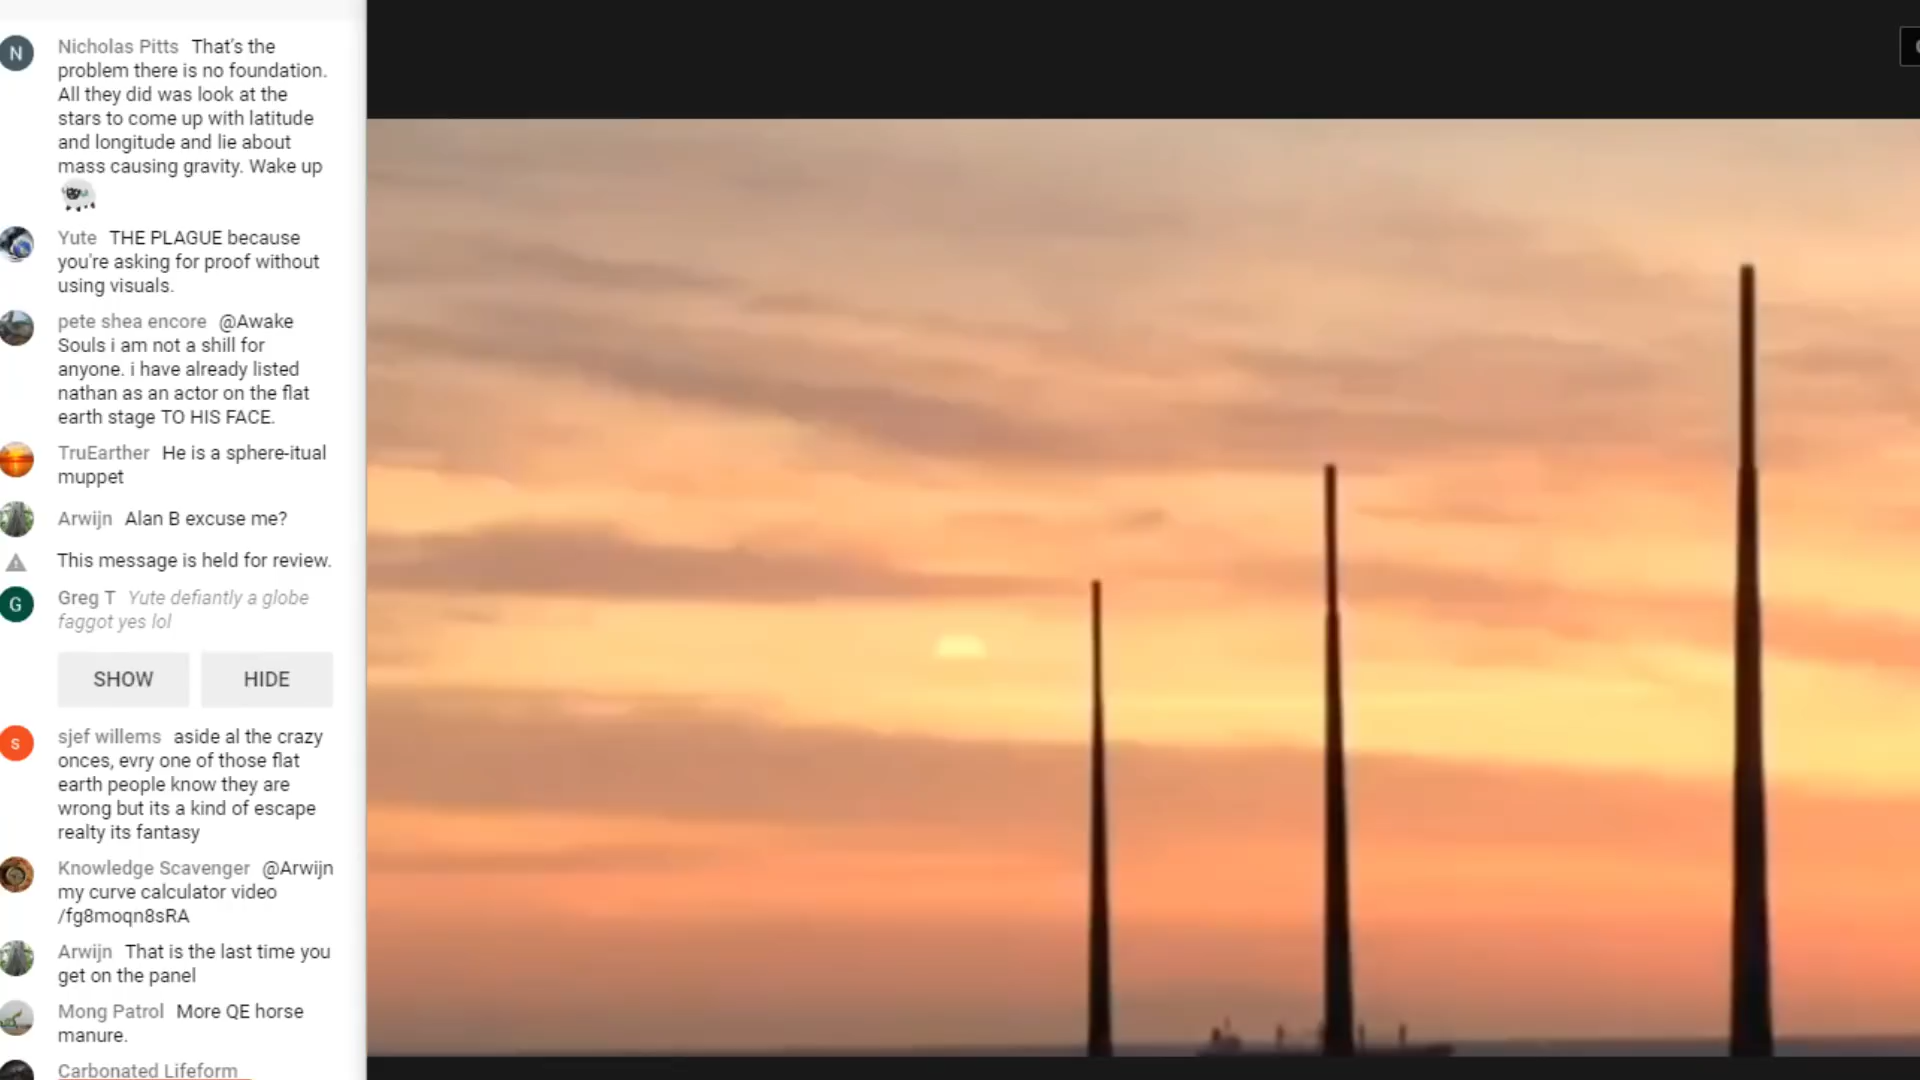 N
Nicholas Pitts That's the
problem there is no foundation.
All they did was look at the
stars to come up with latitude
and longitude and lie about
mass causing gravity. Wake up
Yute THE PLAGUE because
you're asking for proof without
using visuals.
pete shea encore @Awake
Souls i am not a shill for
anyone. i have already listed
nathan as an actor on the flat
earth stage TO HIS FACE.
TruEarther He is a sphere-itual
muppet
Arwijn Alan B excuse me?
This message is held for review.
G
Greg T Yute defiantly a globe
faggot yes lol
SHOW HIDE
s
sjef willems aside al the crazy
onces, evry one of those flat
earth people know they are
wrong but its a kind of escape
realty its fantasy
Knowledge Scavenger @Arwijn
my curve calculator video
/fg8moqn8sRA
Arwijn That is the last time you
get on the panel
Mong Patrol More QE horse
manure.
Carbonated Lifeform